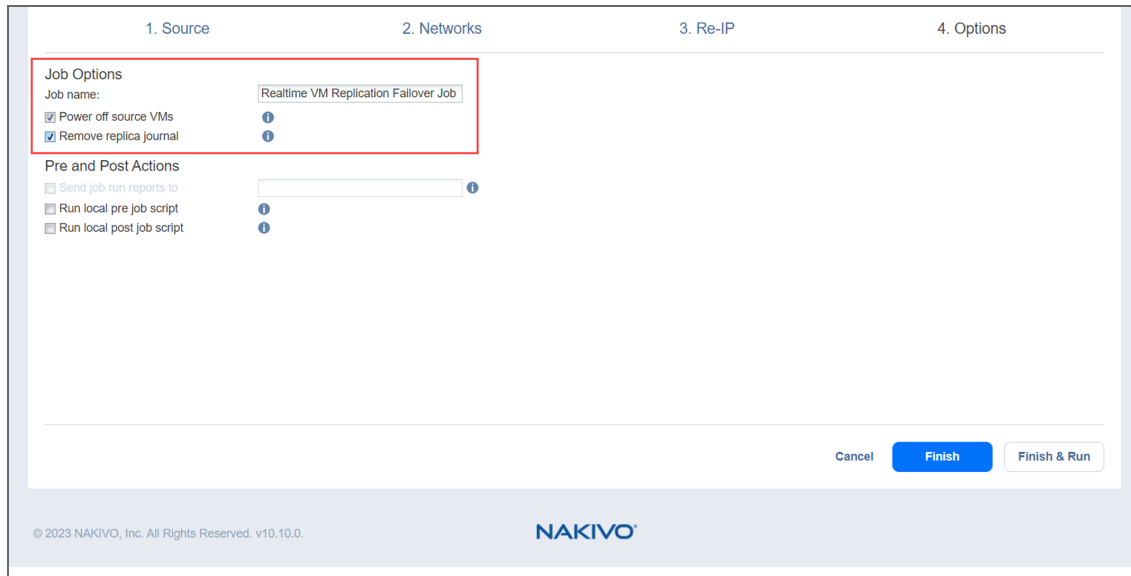 1. Source 2. Networks 3. Re-IP 4. Options
Job Options
Job name: Realtime VM Replication Failover Job
Power off source VMs
Remove replica journal
Pre and Post Actions
Send job run reports to
Run local pre job script
Run local post job script
Cancel Finish Finish & Run
© 2023 NAKIVO, Inc. All Rights Reserved. v10.10.0. NAKIVO®